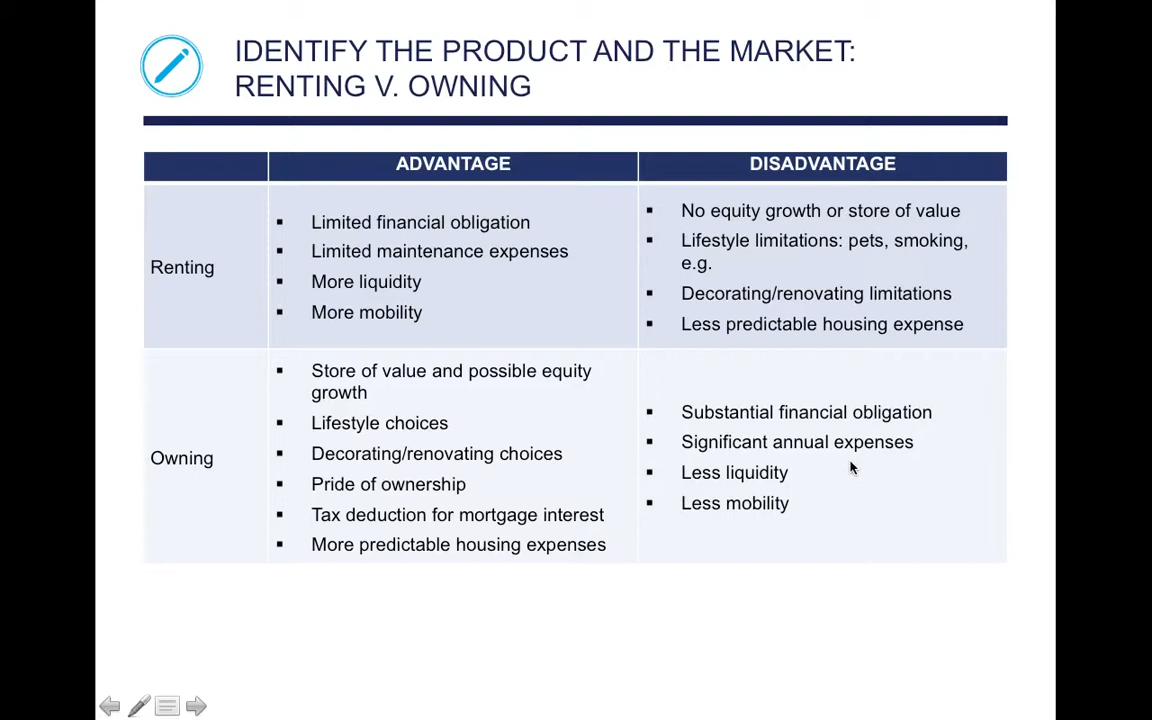 IDENTIFY THE PRODUCT AND THE MARKET:
RENTING V. OWNING
ADVANTAGE
DISADVANTAGE
Renting
▪ Limited financial obligation
▪ Limited maintenance expenses
▪ More liquidity
▪ More mobility
▪ No equity growth or store of value
▪ Lifestyle limitations: pets, smoking,
e.g.
▪ Decorating/renovating limitations
▪ Less predictable housing expense
Owning
▪ Store of value and possible equity
growth
▪ Lifestyle choices
▪ Decorating/renovating choices
▪ Pride of ownership
▪ Tax deduction for mortgage interest
▪ More predictable housing expenses
▪ Substantial financial obligation
▪ Significant annual expenses
▪ Less liquidity
▪ Less mobility